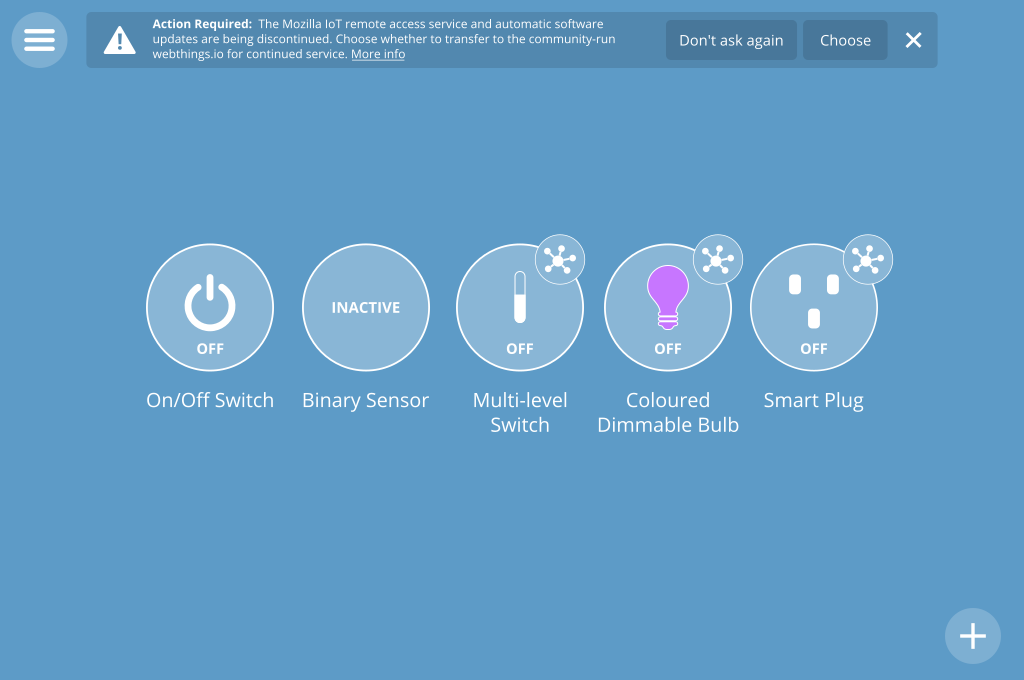 Action Required: The Mozilla IoT remote access service and automatic software
updates are being discontinued. Choose whether to transfer to the community-run
webthings.io for continued service. More info
Don't ask again
Choose
OFF
INACTIVE
OFF
OFF
OFF
On/Off Switch
Binary Sensor
Multi-level
Switch
Coloured
Dimmable Bulb
Smart Plug